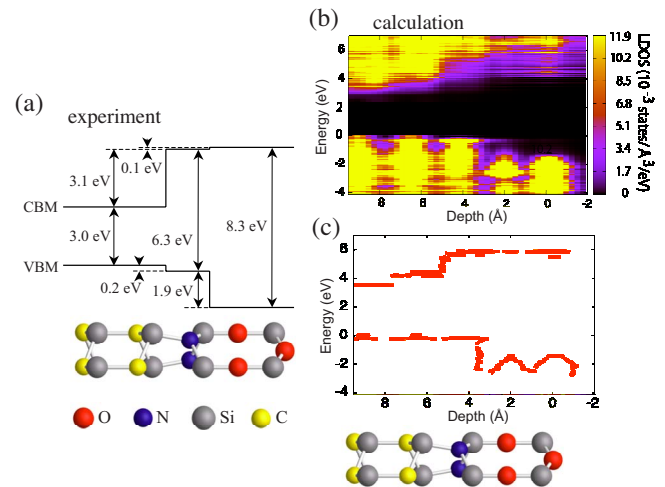 (a)
experiment
0.1 eV
3.1 eV
CBM
3.0 eV
6.3 eV
8.3 eV
VBM
0.2 eV
1.9 eV
O
N
Si
C
(b)
calculation
Energy (eV)
6
4
2
0
-2
-4
8
6
4
2
0
-2
Depth (Å)
11.9
10.2
8.5
6.8
5.1
3.4
1.7
0
LDOS (10⁻³ states/Å³/eV)
(c)
Energy (eV)
6
4
2
0
-2
-4
8
6
4
2
0
-2
Depth (Å)